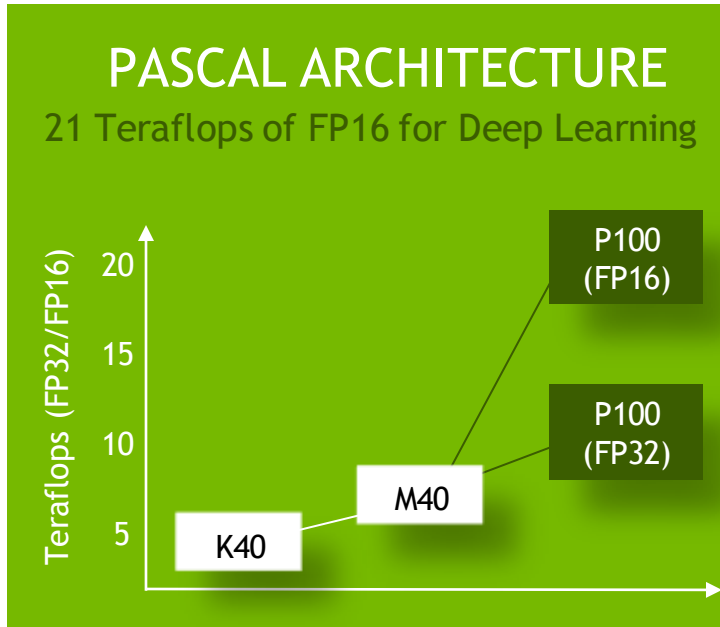 PASCAL ARCHITECTURE
21 Teraflops of FP16 for Deep Learning
Teraflops (FP32/FP16)
20
15
10
5
K40
M40
P100
(FP16)
P100
(FP32)